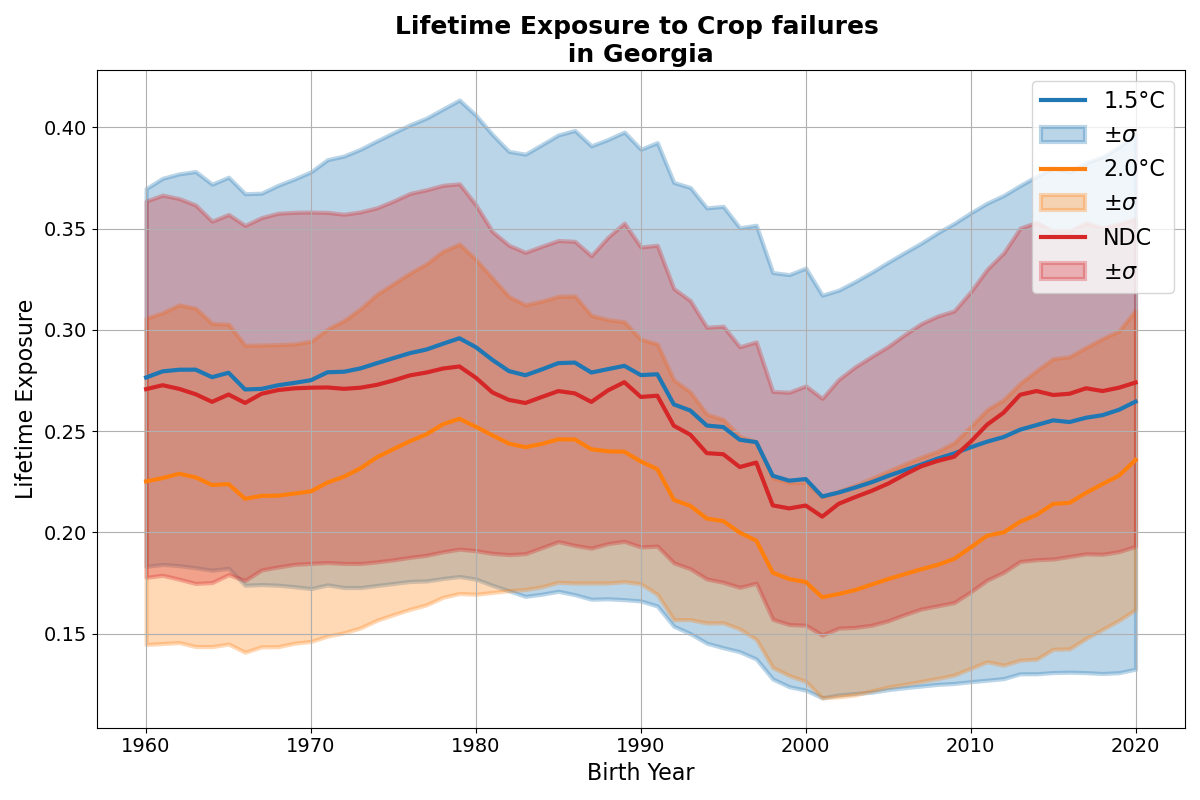 Lifetime Exposure to Crop failures
in Georgia
Lifetime Exposure
0.40
0.35
0.30
0.25
0.20
0.15
1960
1970
1980
1990
2000
2010
2020
Birth Year
1.5°C
±σ
2.0°C
±σ
NDC
±σ